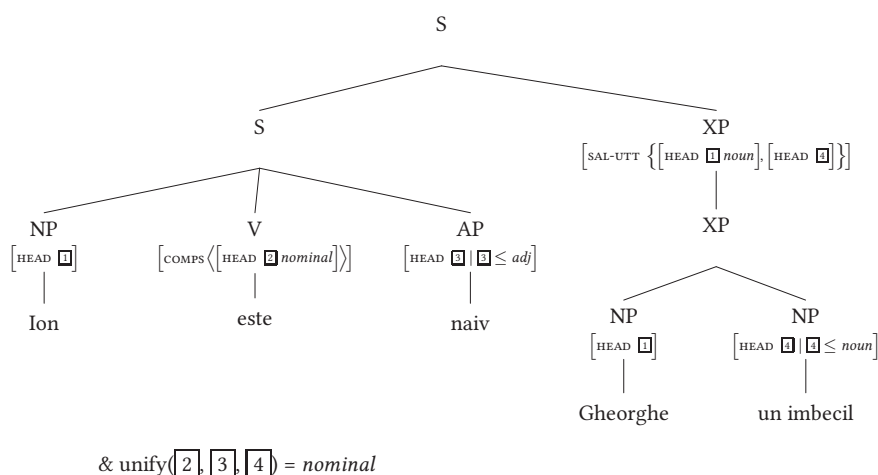 S
S XP
[SAL-UTT {[HEAD 1 noun], [HEAD 4]}]
NP V AP XP
[HEAD 1] [COMPS⟨[HEAD 2 nominal]⟩] [HEAD 3 | 3 ≤ adj]
Ion este naiv NP NP
[HEAD 1] [HEAD 4 | 4 ≤ noun]
Gheorghe un imbecil
& unify(2, 3, 4) = nominal